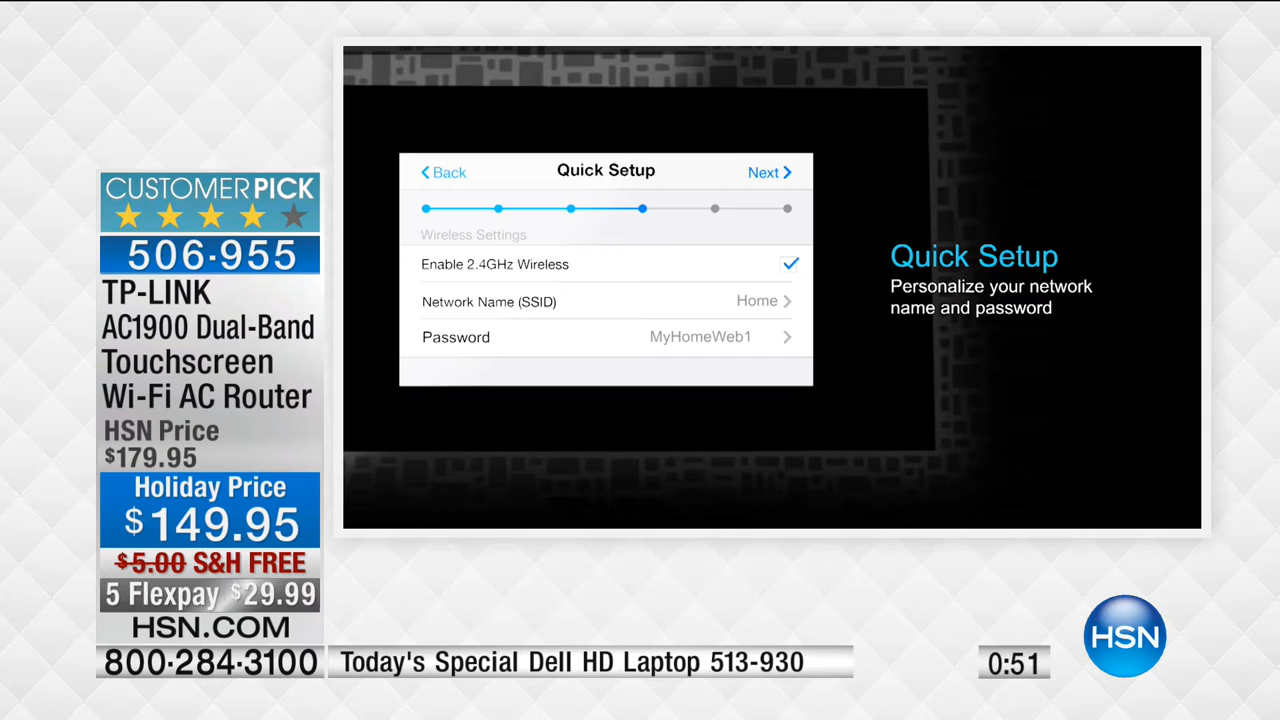 CUSTOMER PICK
506-955
TP-LINK
AC1900 Dual-Band
Touchscreen
Wi-Fi AC Router
HSN Price
$179.95
Holiday Price
$149.95
$5.00 S&H FREE
5 Flexpay $29.99
HSN.COM
800-284-3100
Back
Quick Setup
Next
Wireless Settings
Enable 2.4GHz Wireless
Network Name (SSID) Home
Password MyHomeWeb1
Quick Setup
Personalize your network
name and password
Today's Special Dell HD Laptop 513-930
0:51
HSN